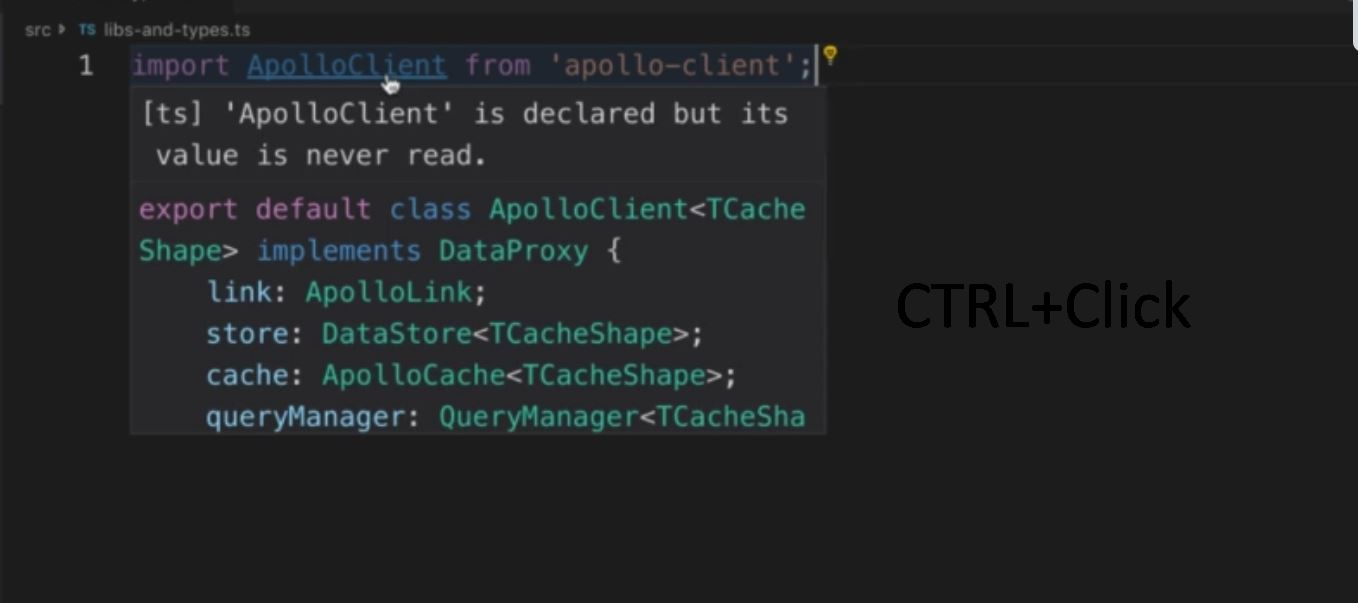 src TS libs-and-types.ts
1 import ApolloClient from 'apollo-client';
[ts] 'ApolloClient' is declared but its
value is never read.
export default class ApolloClient<TCache
Shape> implements DataProxy {
link: ApolloLink;
store: DataStore<TCacheShape>;
cache: ApolloCache<TCacheShape>;
queryManager: QueryManager<TCacheSha
CTRL+Click